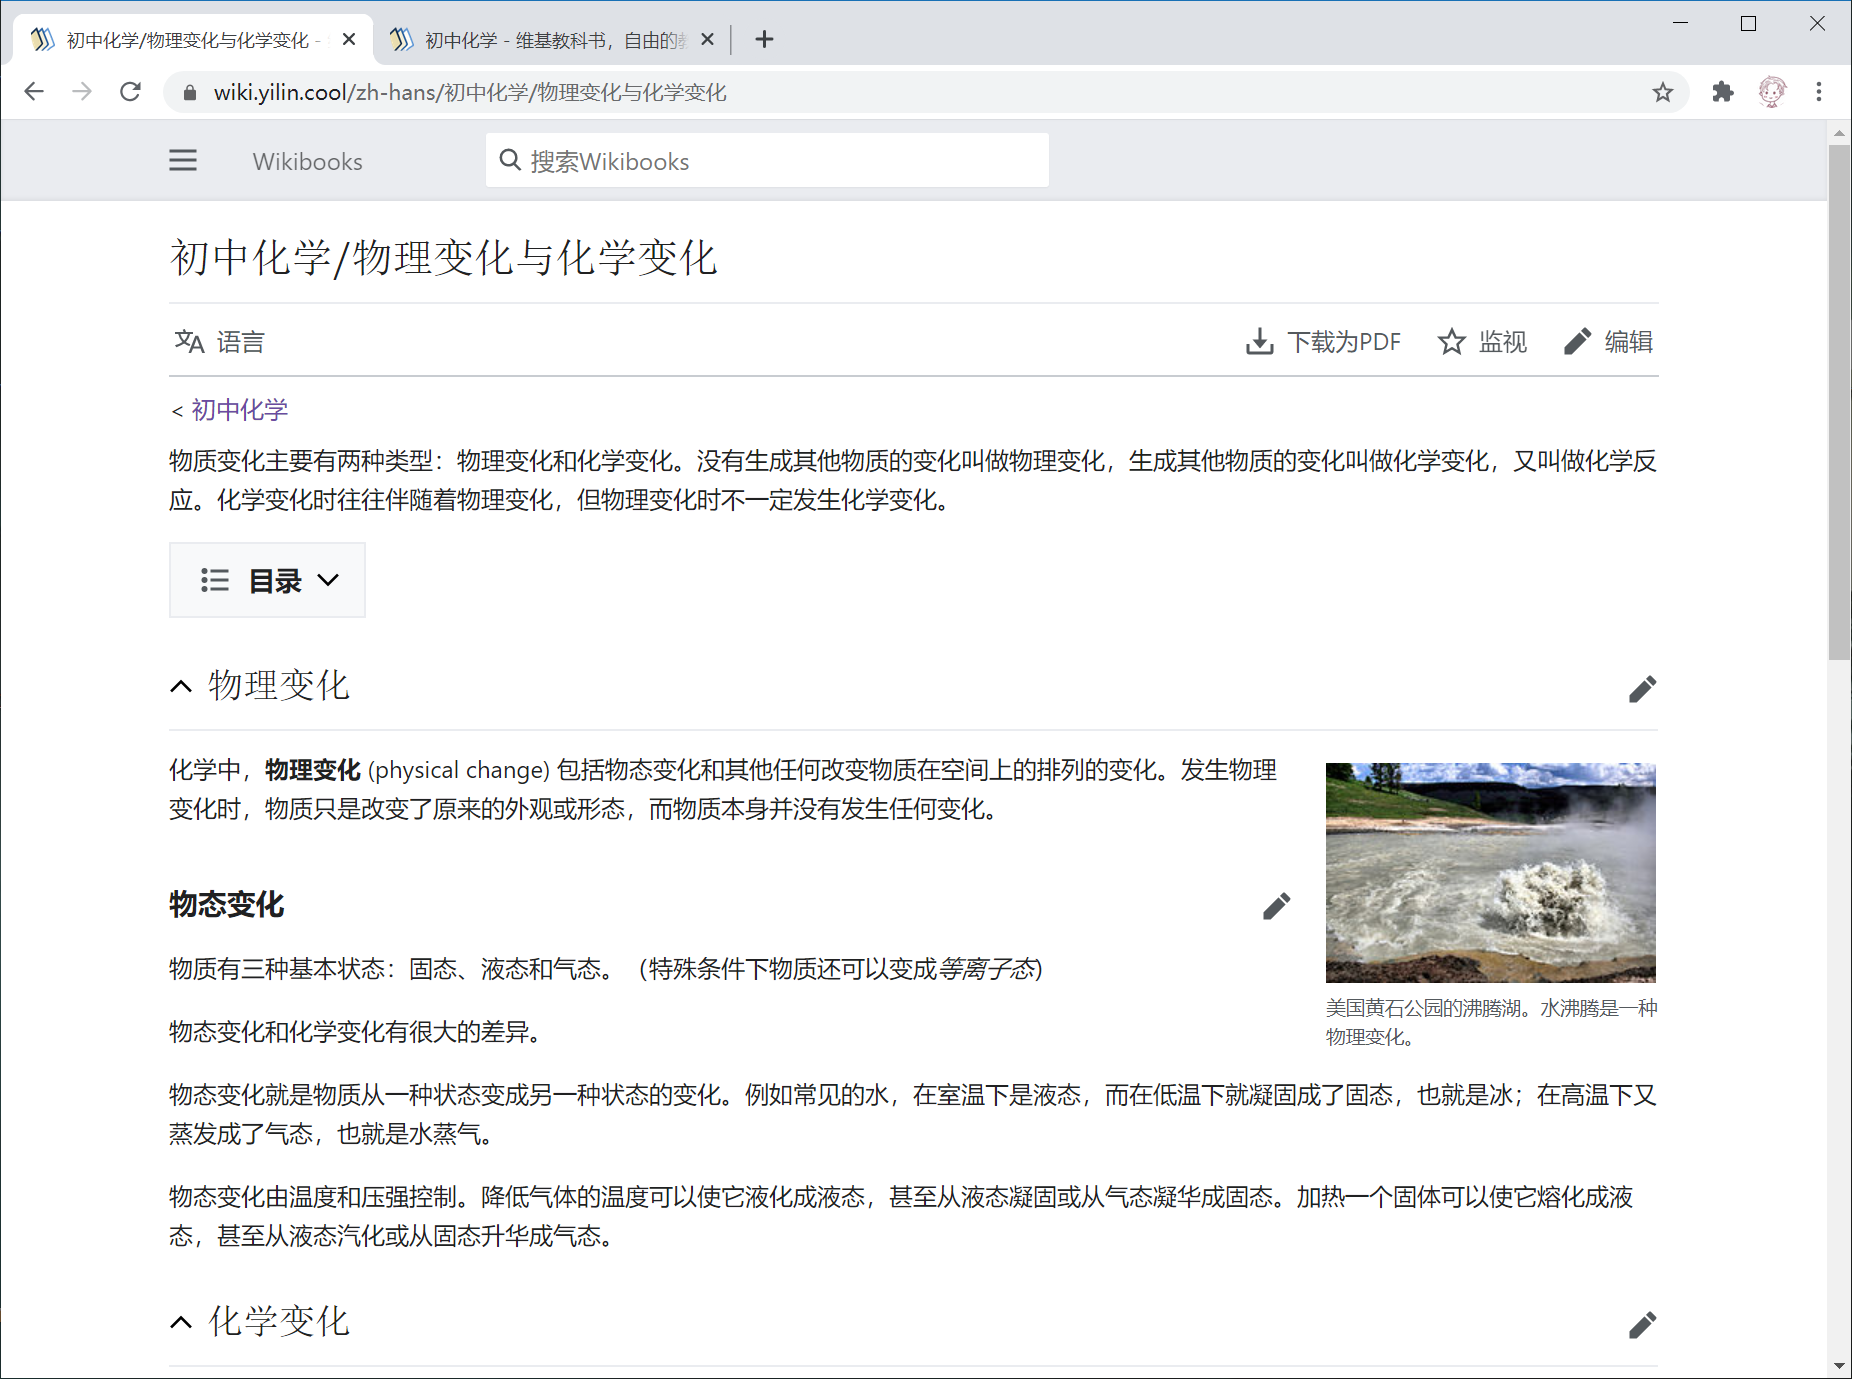 初中化学/物理变化与化学变化 -
初中化学 - 维基教科书，自由的教
wiki.yilin.cool/zh-hans/初中化学/物理变化与化学变化
Wikibooks
搜索Wikibooks
初中化学/物理变化与化学变化
语言
下载为PDF
监视
编辑
< 初中化学
物质变化主要有两种类型：物理变化和化学变化。没有生成其他物质的变化叫做物理变化，生成其他物质的变化叫做化学变化，又叫做化学反
应。化学变化时往往伴随着物理变化，但物理变化时不一定发生化学变化。
目录
物理变化
化学中，物理变化 (physical change) 包括物态变化和其他任何改变物质在空间上的排列的变化。发生物理
变化时，物质只是改变了原来的外观或形态，而物质本身并没有发生任何变化。
美国黄石公园的沸腾湖。水沸腾是一种
物理变化。
物态变化
物质有三种基本状态：固态、液态和气态。（特殊条件下物质还可以变成等离子态）
物态变化和化学变化有很大的差异。
物态变化就是物质从一种状态变成另一种状态的变化。例如常见的水，在室温下是液态，而在低温下就凝固成了固态，也就是冰；在高温下又
蒸发成了气态，也就是水蒸气。
物态变化由温度和压强控制。降低气体的温度可以使它液化成液态，甚至从液态凝固或从气态凝华成固态。加热一个固体可以使它熔化成液
态，甚至从液态汽化或从固态升华成气态。
化学变化